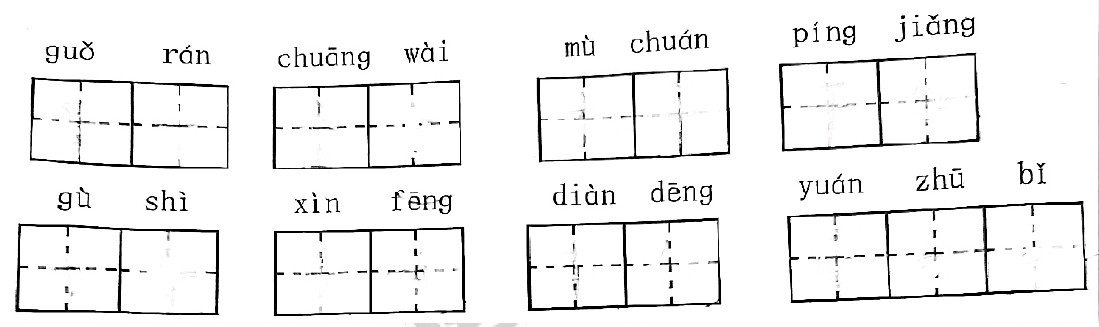 guǒ rán chuāng wài mù chuán píng jiǎng
gù shì xìn fēng diàn dēng yuán zhū bǐ